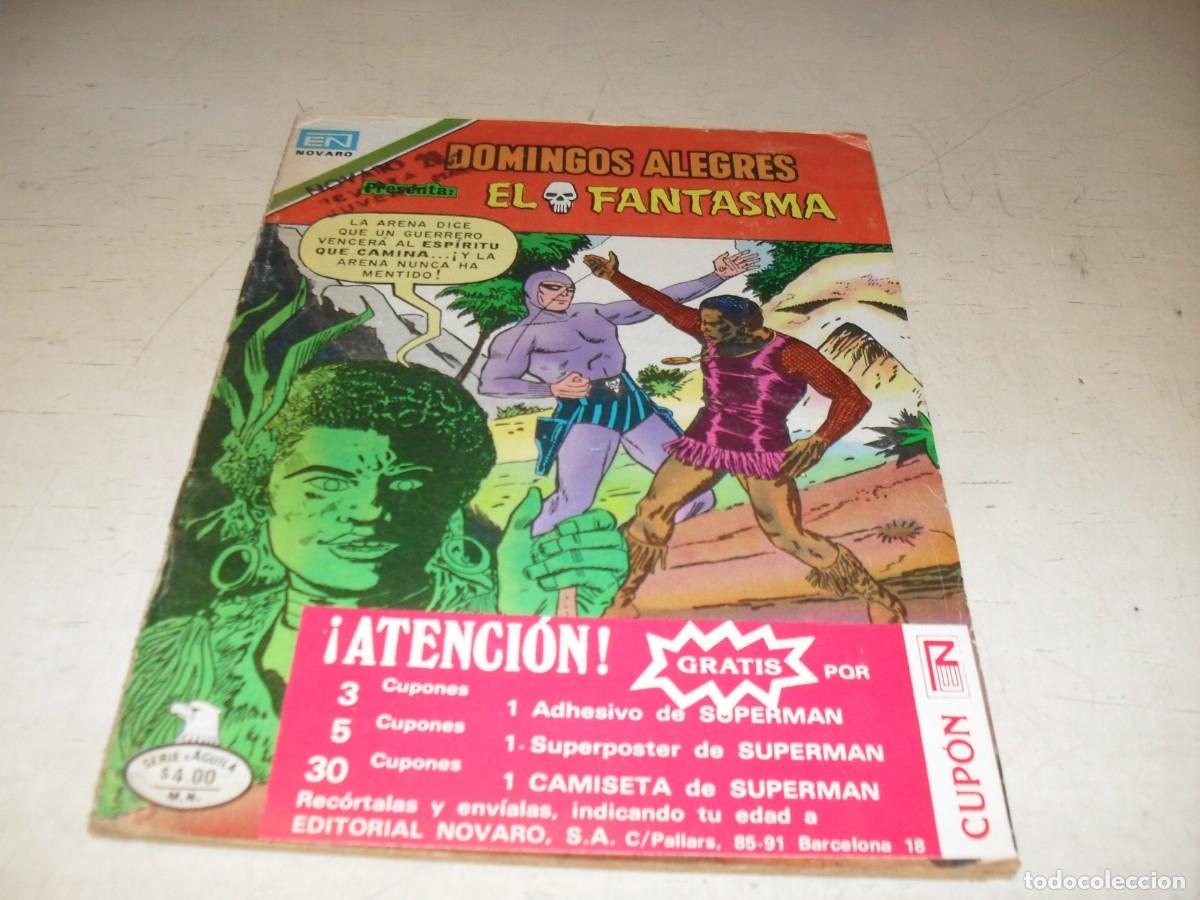 EN
NOVARO
DOMINGOS ALEGRES
Presenta:
EL FANTASMA
NOVARO
LA ARENA DICE
QUE UN GUERRERO
VENCERÁ AL ESPÍRITU
QUE CAMINA...¡Y LA
ARENA NUNCA HA
MENTIDO!
¡ATENCIÓN!
GRATIS
POR
3 Cupones 1 Adhesivo de SUPERMAN
5 Cupones 1 Superposter de SUPERMAN
30 Cupones 1 CAMISETA de SUPERMAN
Recórtalas y envíalas, indicando tu edad a
EDITORIAL NOVARO, S.A. C/Pallars, 85-91 Barcelona 18
CUPÓN EN
SERIE AGUILA
$4.00
M.N.
todocoleccion